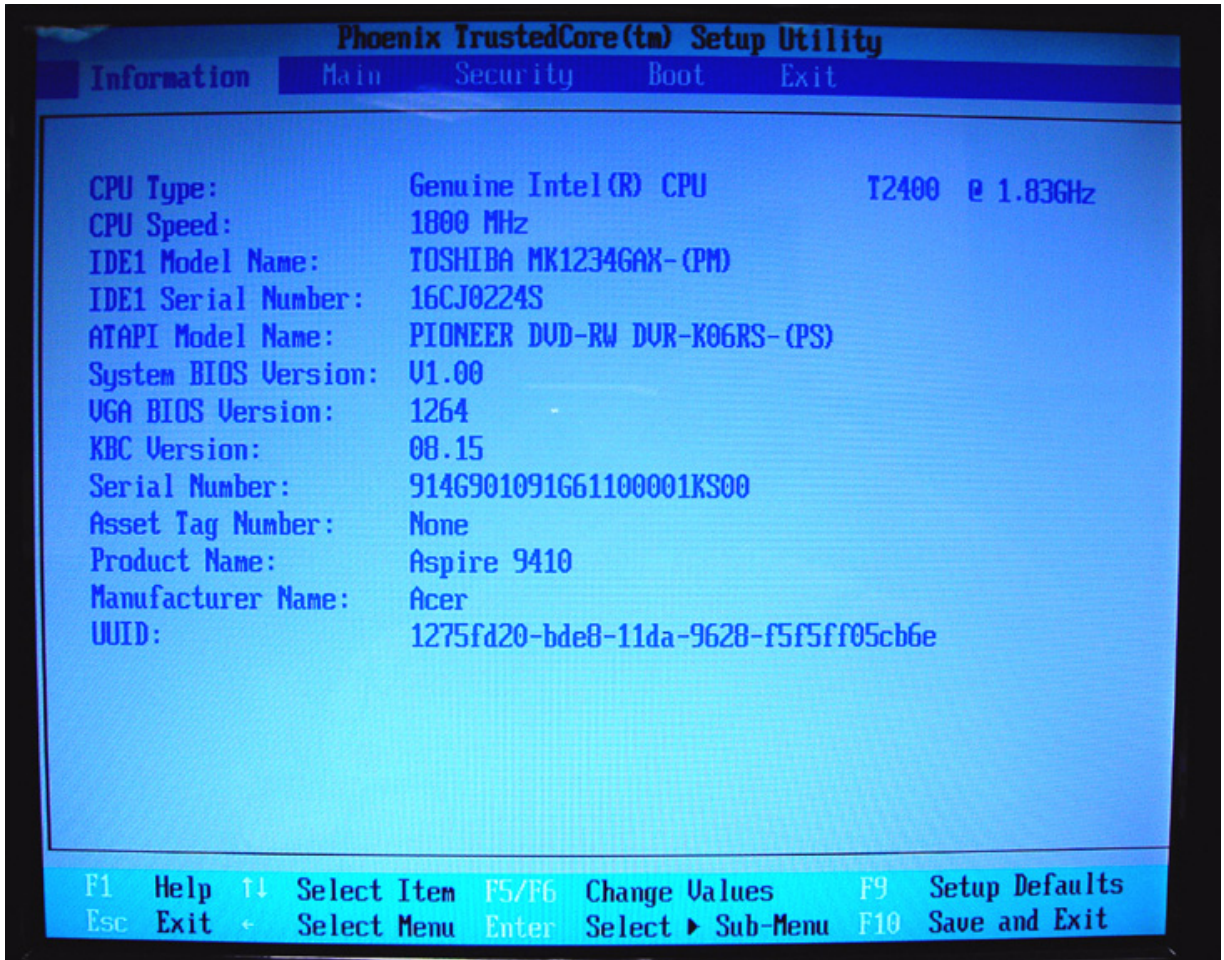 Phoenix TrustedCore(tm) Setup Utility
Information Main Security Boot Exit
CPU Type: Genuine Intel(R) CPU T2400 @ 1.83GHz
CPU Speed: 1800 MHz
IDE1 Model Name: TOSHIBA MK1234GAX-(PM)
IDE1 Serial Number: 16CJ0224S
ATAPI Model Name: PIONEER DVD-RW DVR-K06RS-(PS)
System BIOS Version: V1.00
VGA BIOS Version: 1264
KBC Version: 08.15
Serial Number: 914G901091G61100001KS00
Asset Tag Number: None
Product Name: Aspire 9410
Manufacturer Name: Acer
UUID: 1275fd20-bde8-11da-9628-f5f5ff05cb6e
F1 Help ↑↓ Select Item F5/F6 Change Values F9 Setup Defaults
Esc Exit ← Select Menu Enter Select ▶ Sub-Menu F10 Save and Exit